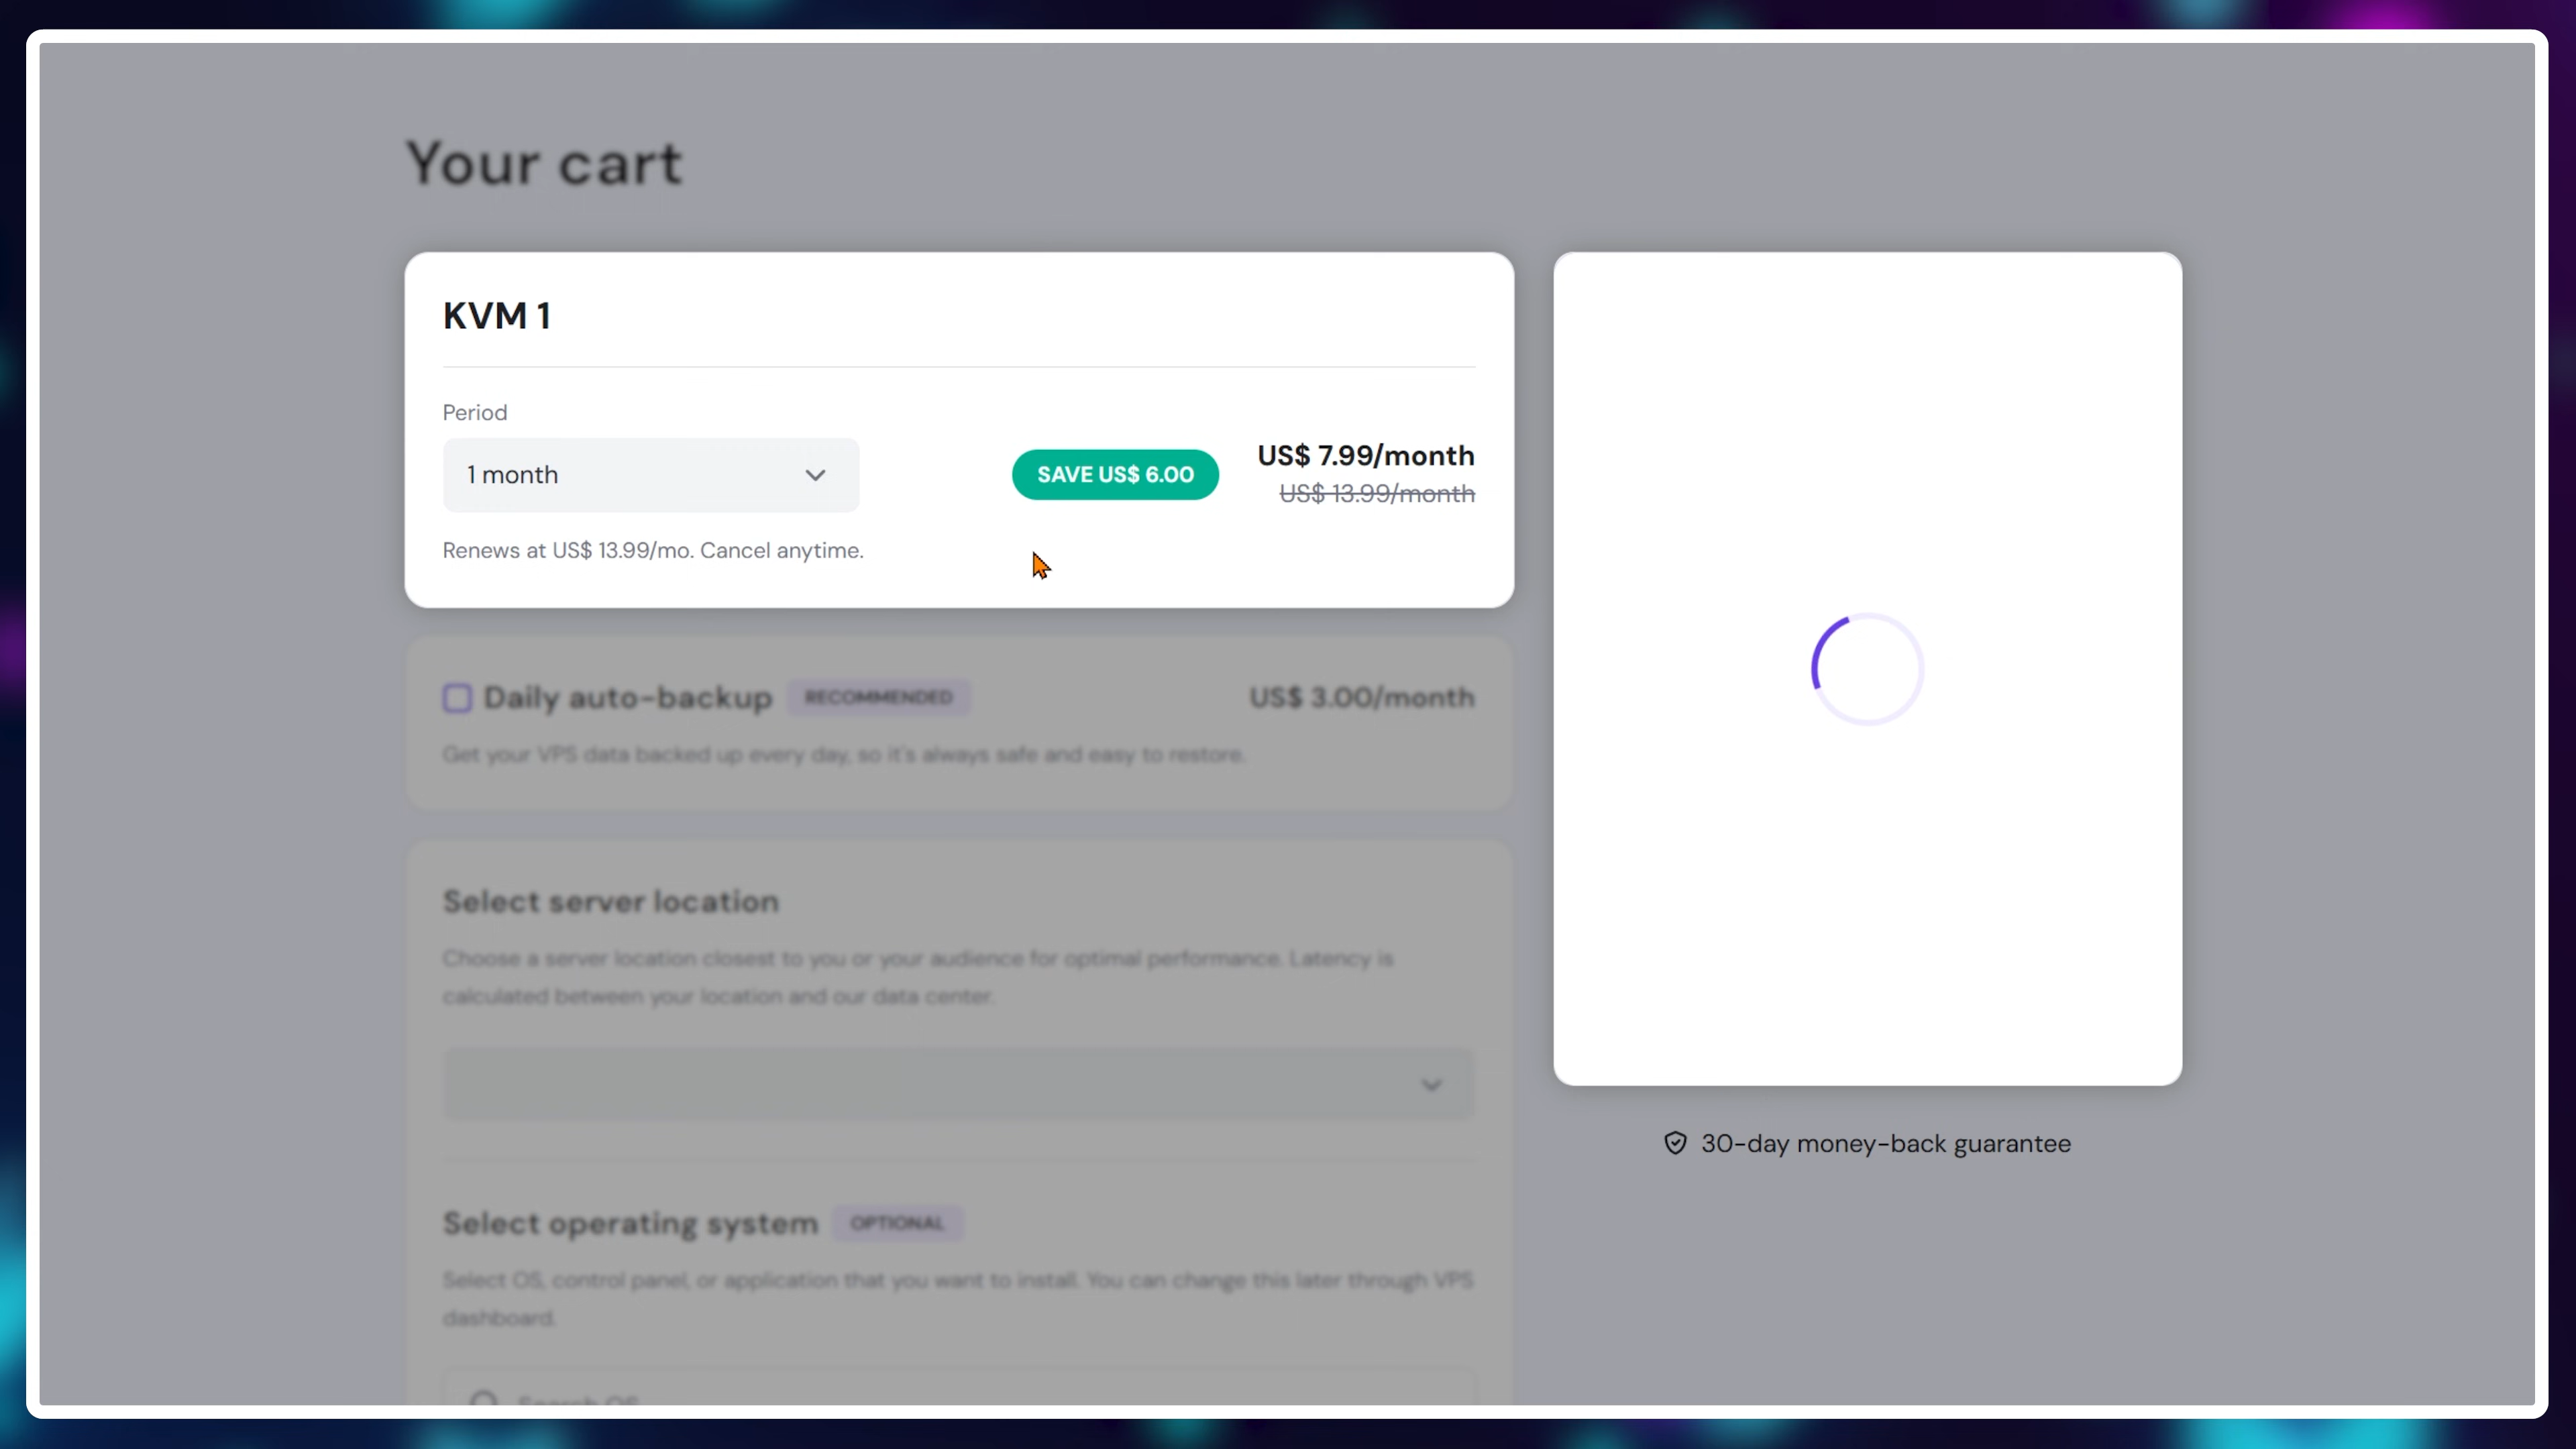 Your cart
KVM 1
Period
1 month
SAVE US$ 6.00
US$ 7.99/month
US$ 13.99/month
Renews at US$ 13.99/mo. Cancel anytime.
Daily auto-backup
RECOMMENDED
US$ 3.00/month
Get your VPS data backed up every day, so it's always safe and easy to restore.
Select server location
Choose a server location closest to you or your audience for optimal performance. Latency is
calculated between your location and our data center.
Select operating system
OPTIONAL
Select OS, control panel, or application that you want to install. You can change this later through VPS
dashboard.
Search OS
30-day money-back guarantee